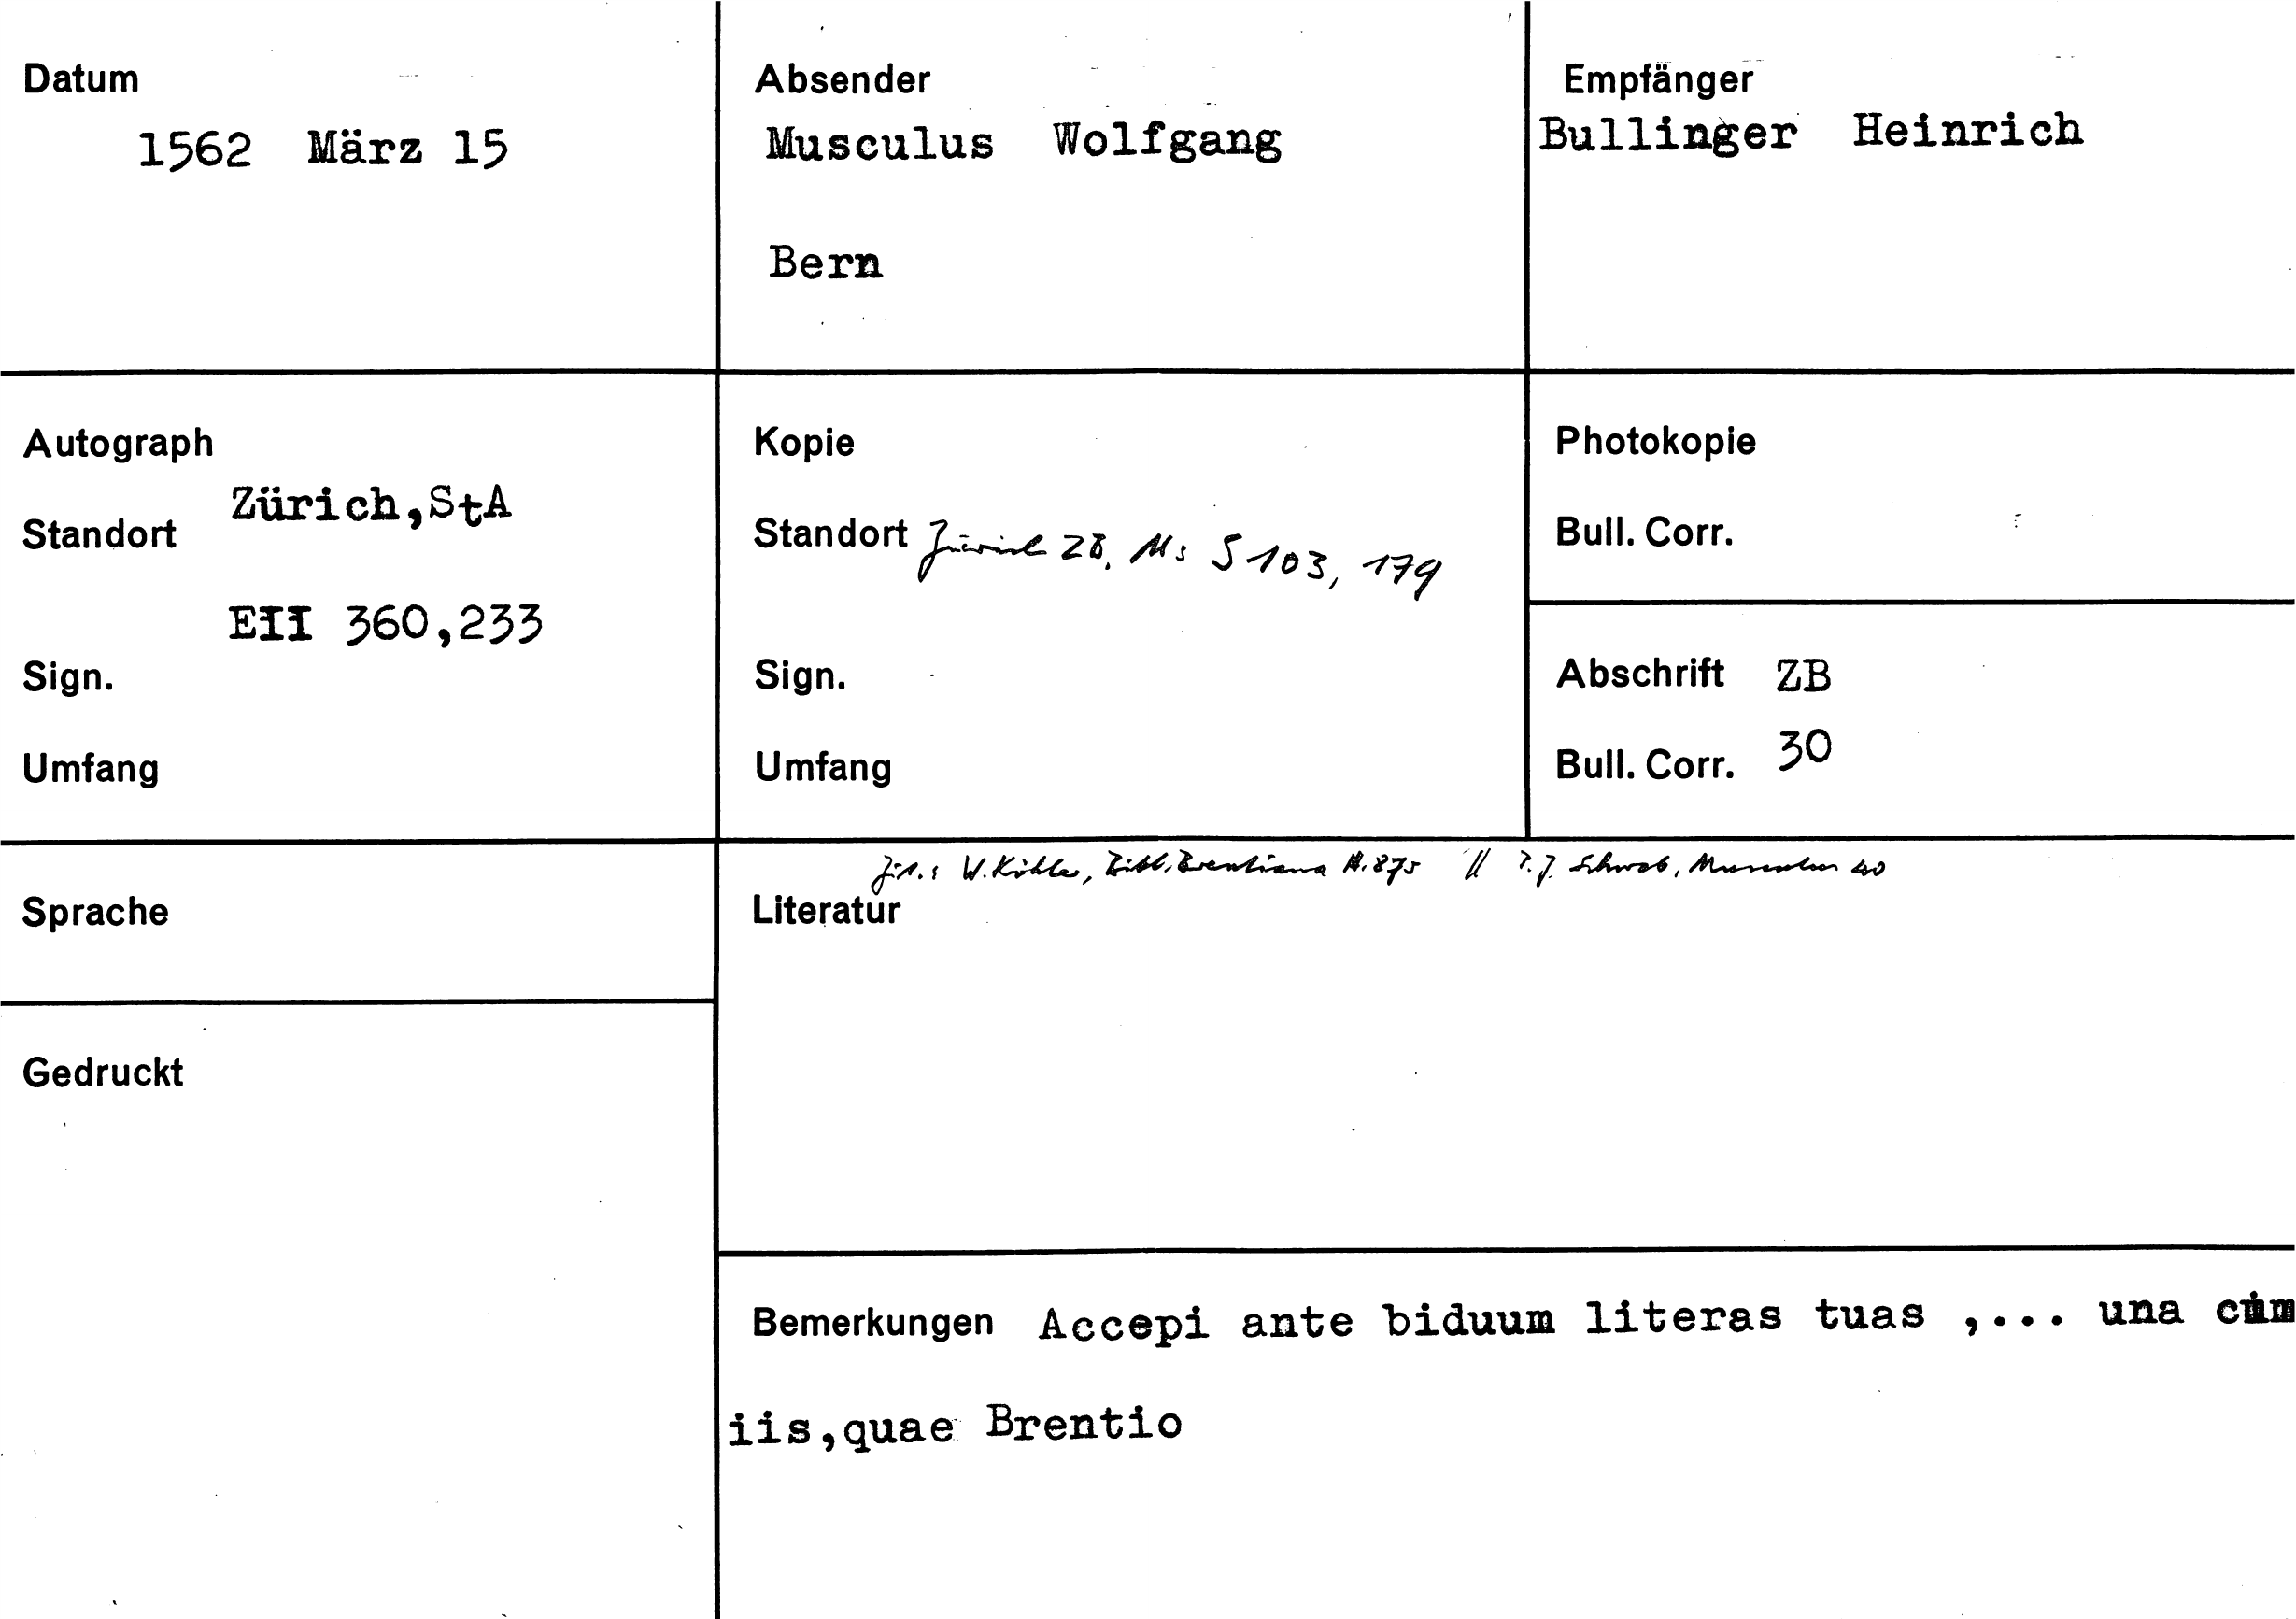 Datum
1562 März 15
Absender
Musculus Wolfgang
Bern
Empfänger
Bullinger Heinrich
Autograph
Standort Zürich,StA
EII 360,233
Sign.
Umfang
Kopie
Standort Zürich ZB, Ms S 103, 179
Sign.
Umfang
Photokopie
Bull. Corr.
Abschrift ZB
Bull. Corr. 30
Sprache
Gedruckt
Zit.: W. Köhler, Bibl. Brentiana N. 875 // P. J. Schwab, Musculus 40
Literatur
Bemerkungen Accepi ante biduum literas tuas ,... una cum
iis,quae Brentio